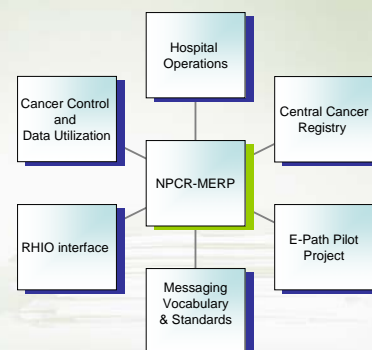 Hospital
Operations
Cancer Control
and
Data Utilization
Central Cancer
Registry
NPCR-MERP
RHIO interface
E-Path Pilot
Project
Messaging
Vocabulary
& Standards